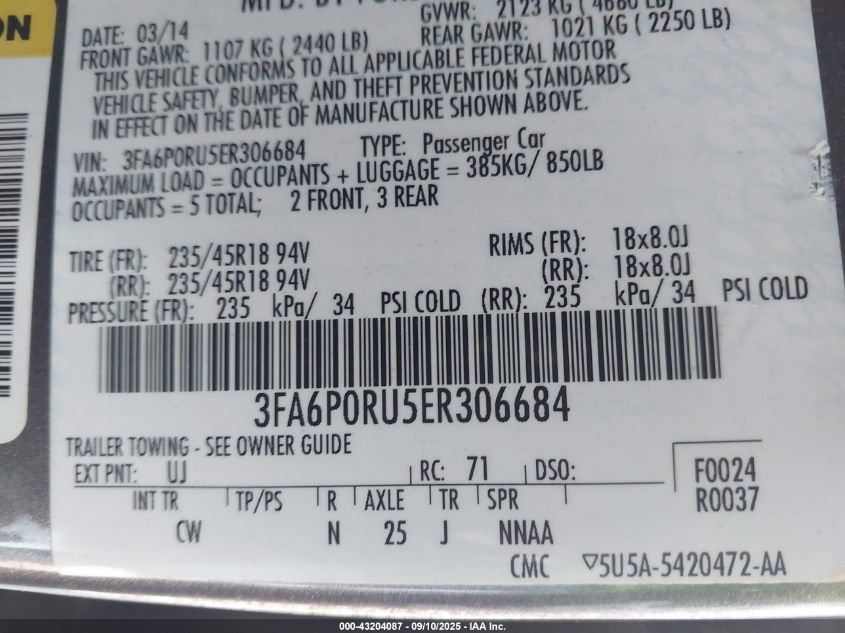 MFD. BY FORD
GVWR: 2123 KG ( 4680 LB)
DATE: 03/14
FRONT GAWR: 1107 KG ( 2440 LB)
REAR GAWR: 1021 KG ( 2250 LB)
THIS VEHICLE CONFORMS TO ALL APPLICABLE FEDERAL MOTOR
VEHICLE SAFETY, BUMPER, AND THEFT PREVENTION STANDARDS
IN EFFECT ON THE DATE OF MANUFACTURE SHOWN ABOVE.
VIN: 3FA6P0RU5ER306684 TYPE: Passenger Car
MAXIMUM LOAD = OCCUPANTS + LUGGAGE = 385KG/ 850LB
OCCUPANTS = 5 TOTAL; 2 FRONT, 3 REAR
TIRE (FR): 235/45R18 94V RIMS (FR): 18x8.0J
(RR): 235/45R18 94V (RR): 18x8.0J
PRESSURE (FR): 235 kPa/ 34 PSI COLD (RR): 235 kPa/ 34 PSI COLD
3FA6P0RU5ER306684
TRAILER TOWING - SEE OWNER GUIDE
EXT PNT: UJ RC: 71 DSO: F0024
INT TR TP/PS R AXLE TR SPR R0037
CW N 25 J NNAA
CMC ▽5U5A-5420472-AA
000-43204087 - 09/10/2025 - IAA Inc.